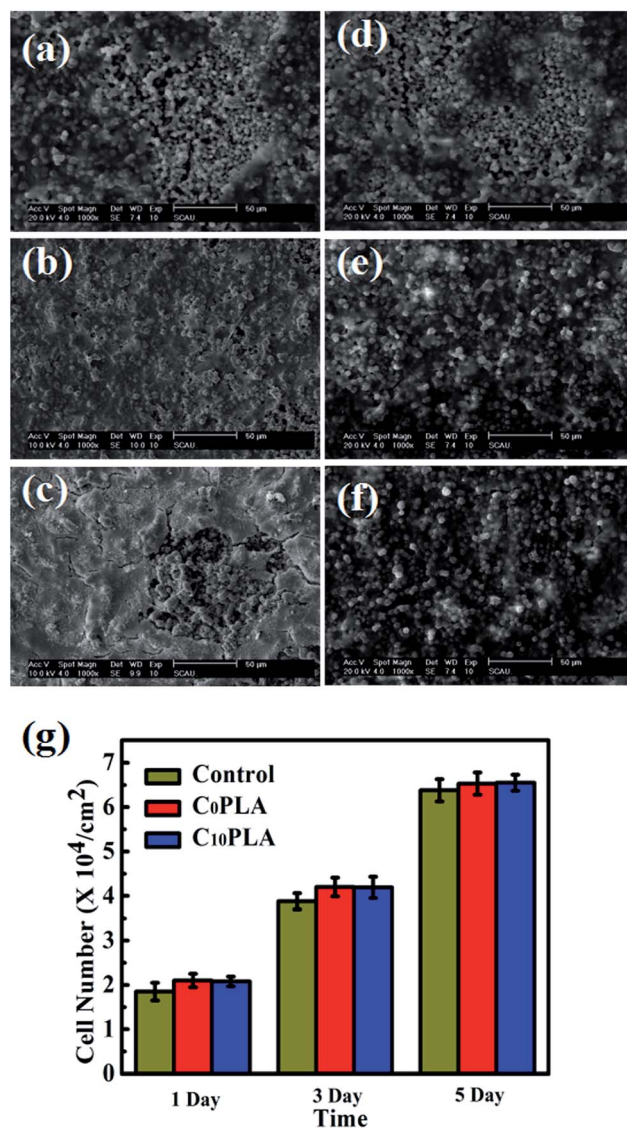 (a)
Acc.V Spot Magn Det WD Exp 50 µm
20.0 kV 4.0 1000x SE 7.4 10 SCAU
(d)
Acc.V Spot Magn Det WD Exp 50 µm
20.0 kV 4.0 1000x SE 7.4 10 SCAU
(b)
Acc.V Spot Magn Det WD Exp 50 µm
10.0 kV 4.0 1000x SE 10.0 10 SCAU
(e)
Acc.V Spot Magn Det WD Exp 50 µm
20.0 kV 4.0 1000x SE 7.4 10 SCAU
(c)
Acc.V Spot Magn Det WD Exp 50 µm
10.0 kV 4.0 1000x SE 9.9 10 SCAU
(f)
Acc.V Spot Magn Det WD Exp 50 µm
20.0 kV 4.0 1000x SE 7.4 10 SCAU
(g)
Cell Number (X 10⁴/cm²)
7
6
5
4
3
2
1
0
Control
C₀PLA
C₁₀PLA
1 Day 3 Day 5 Day
Time